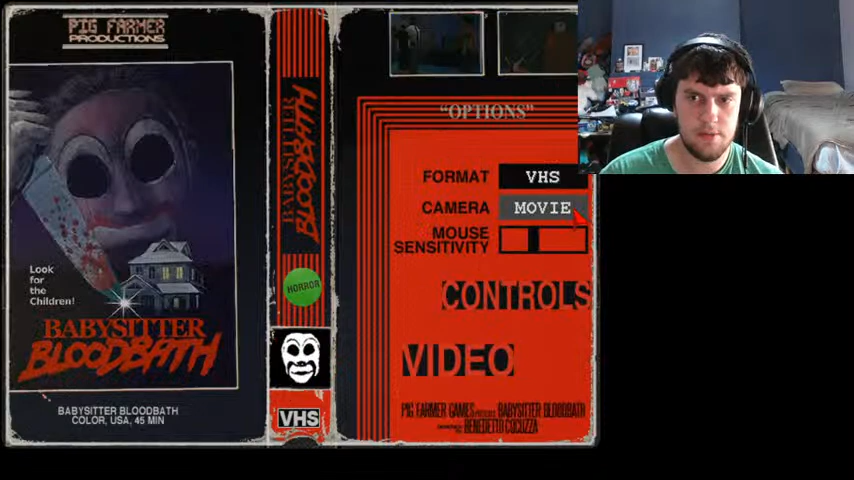 PIG FARMER
PRODUCTIONS
Look
for
the
Children!
BABYSITTER
BLOODBATH
BABYSITTER BLOODBATH
COLOR, USA, 45 MIN
BABYSITTER
BLOODBATH
HORROR
VHS
"OPTIONS"
FORMAT VHS
CAMERA MOVIE
MOUSE
SENSITIVITY
CONTROLS
VIDEO
PIG FARMER GAMES PRESENTS BABYSITTER BLOODBATH
BENEDETTO COCUZZA